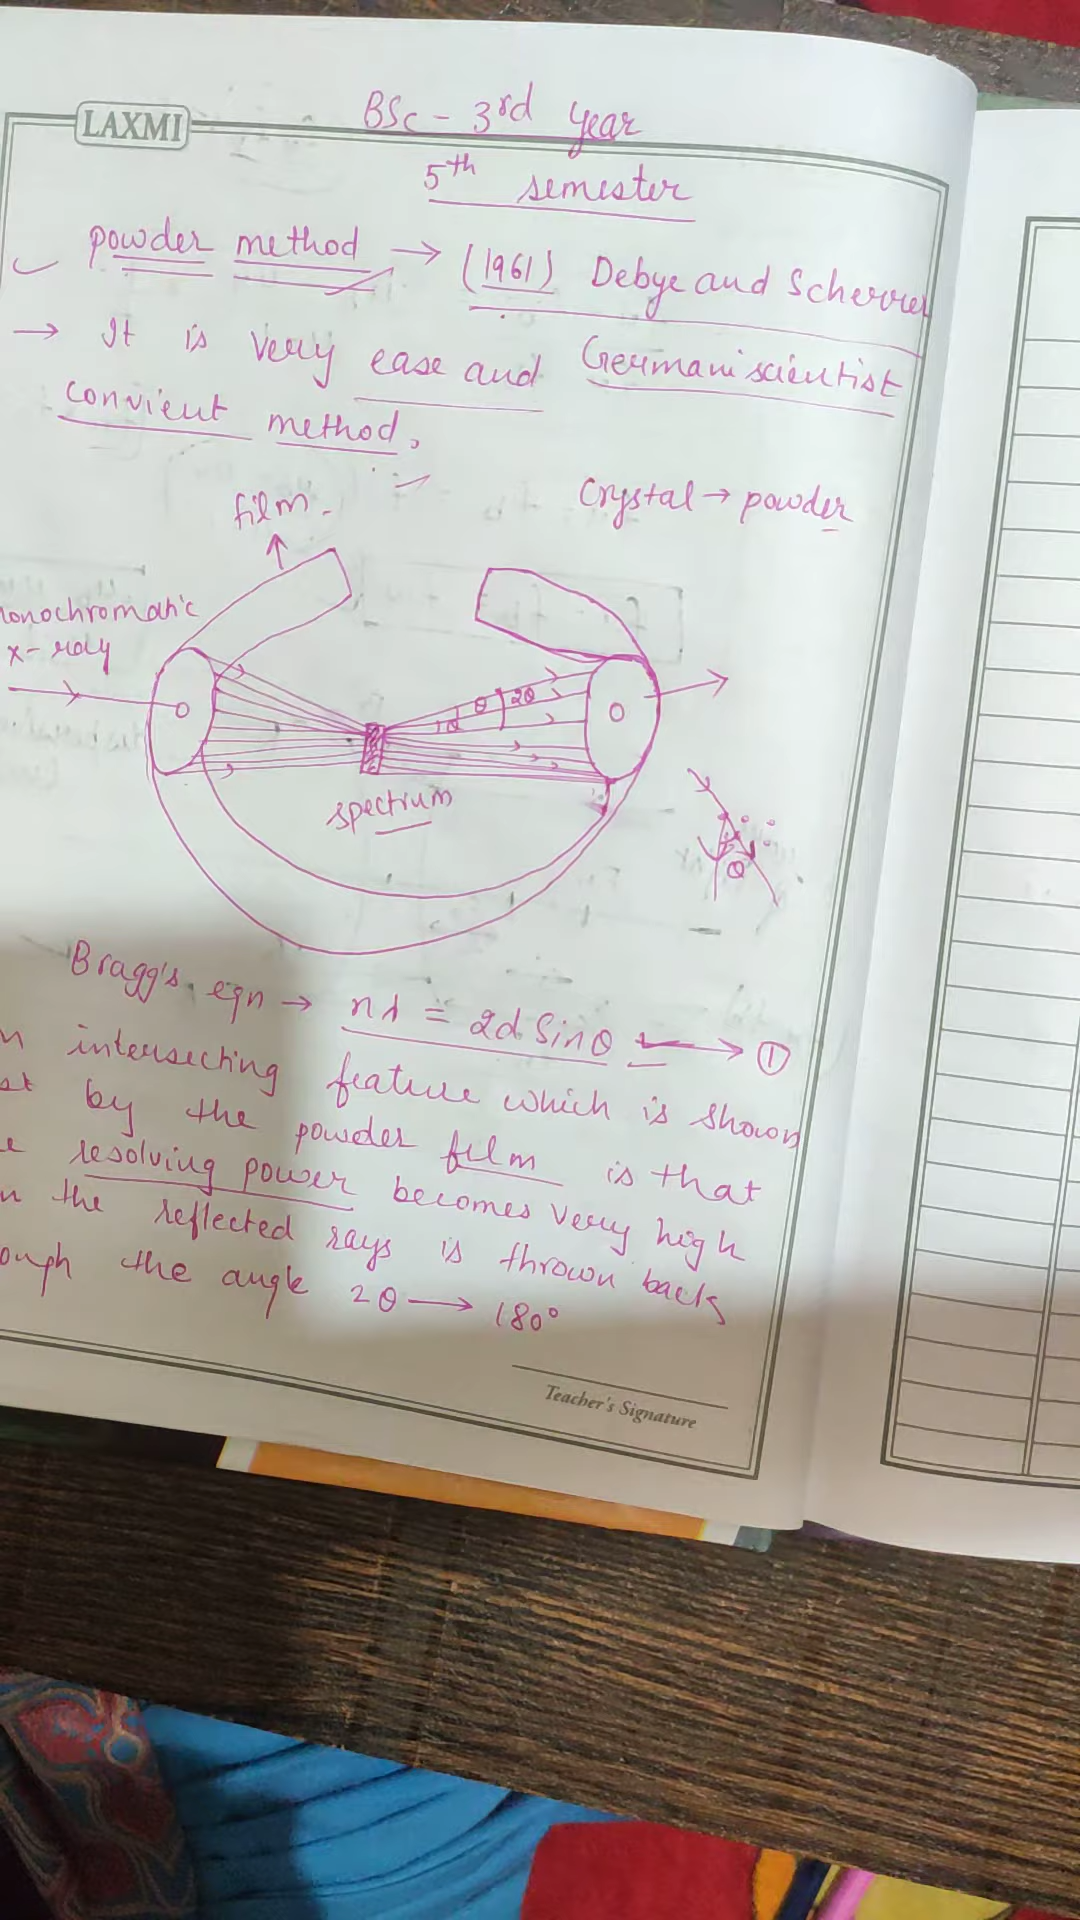 LAXMI
BSc - 3rd year
5th semester
powder method → (1961) Debye and Scherrer
→ It is very ease and Germani scientist
convient method.
film.
Crystal → powder
monochromatic
x-ray
θ 2θ
spectrum
θ
Bragg's eqn → nλ = 2d Sinθ → ①
intersecting feature which is shown
by the powder film is that
resolving power becomes very high
the reflected rays is thrown back
the angle 2θ → 180°
Teacher's Signature